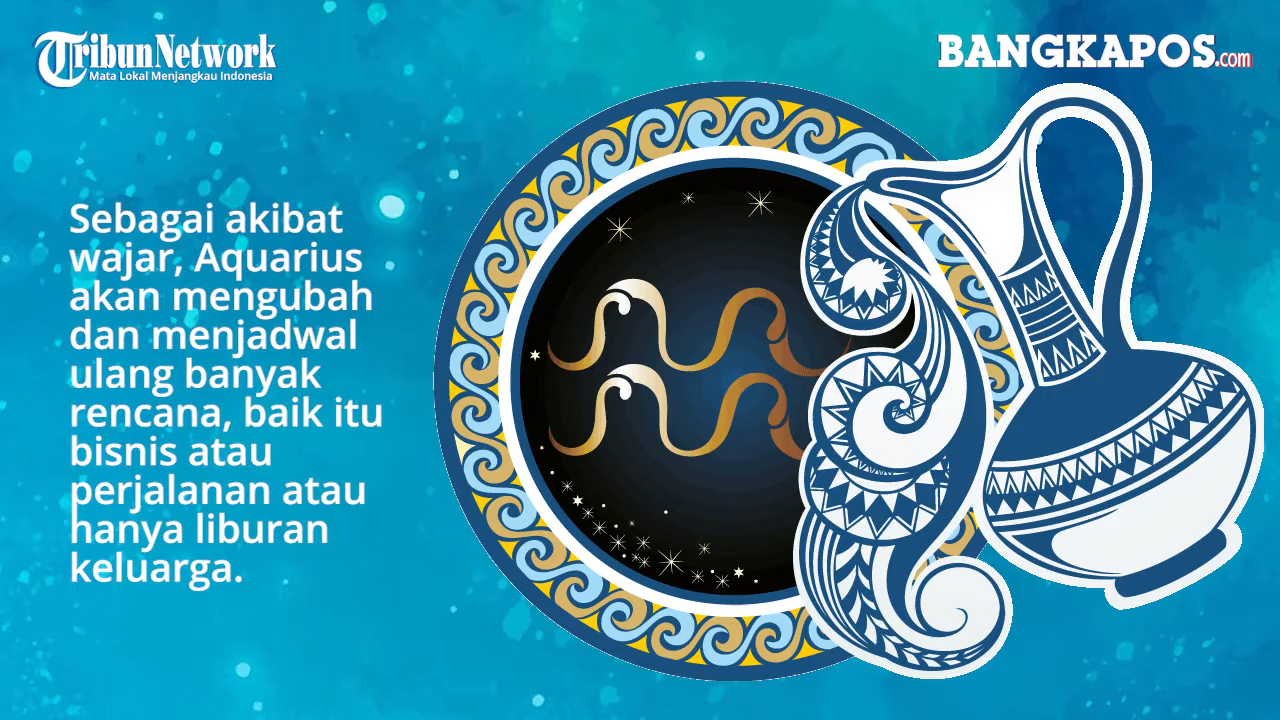 TribunNetwork
Mata Lokal Menjangkau Indonesia
BANGKAPOS.com
Sebagai akibat
wajar, Aquarius
akan mengubah
dan menjadwal
ulang banyak
rencana, baik itu
bisnis atau
perjalanan atau
hanya liburan
keluarga.